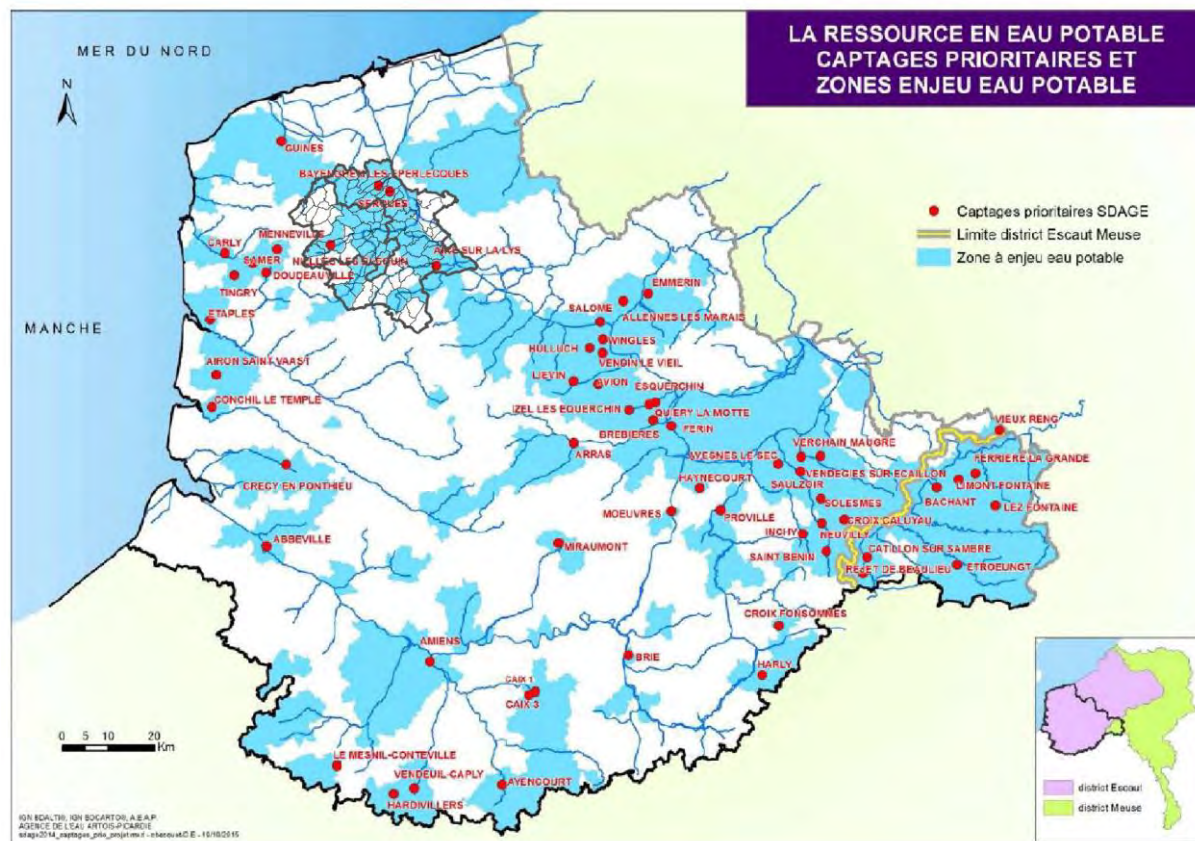 LA RESSOURCE EN EAU POTABLE
CAPTAGES PRIORITAIRES ET
ZONES ENJEU EAU POTABLE
MER DU NORD
N
MANCHE
Captages prioritaires SDAGE
Limite district Escaut Meuse
Zone à enjeu eau potable
GUINES
SERQUES
MENNEVILLE
CARLY
SAMER
AIRE SUR LA LYS
DOUDEAUVILLE
TINGRY
ETAPLES
EMMERIN
SALOME
ALLENNES LES MARAIS
WINGLES
HULLUCH
VENDIN LE VIEIL
AIRON SAINT VAAST
LIEVIN
AVION
ESQUERCHIN
CONCHIL LE TEMPLE
IZEL LES EQUERCHIN
QUIERY LA MOTTE
BREBIERES
FERIN
VIEUX RENG
ARRAS
VERCHAIN MAUGRE
AVESNES LE SEC
FERRIERE LA GRANDE
CRECY EN PONTHIEU
HAYNECOURT
VENDEGIES SUR ECAILLON
SAULZOIR
LIMONT FONTAINE
BACHANT
SOLESMES
LEZ FONTAINE
MOEUVRES
PROVILLE
CROIX CALUYAU
INCHY
NEUVILLY
ABBEVILLE
MIRAUMONT
SAINT BENIN
CATILLON SUR SAMBRE
REJET DE BEAULIEU
ETROEUNGT
CROIX FONSOMMES
AMIENS
BRIE
HARLY
CAIX 1
CAIX 3
0 5 10 20
Km
LE MESNIL-CONTEVILLE
VENDEUIL-CAPLY
AYENCOURT
HARDIVILLERS
district Escaut
district Meuse
AGENCE DE L'EAU ARTOIS-PICARDIE